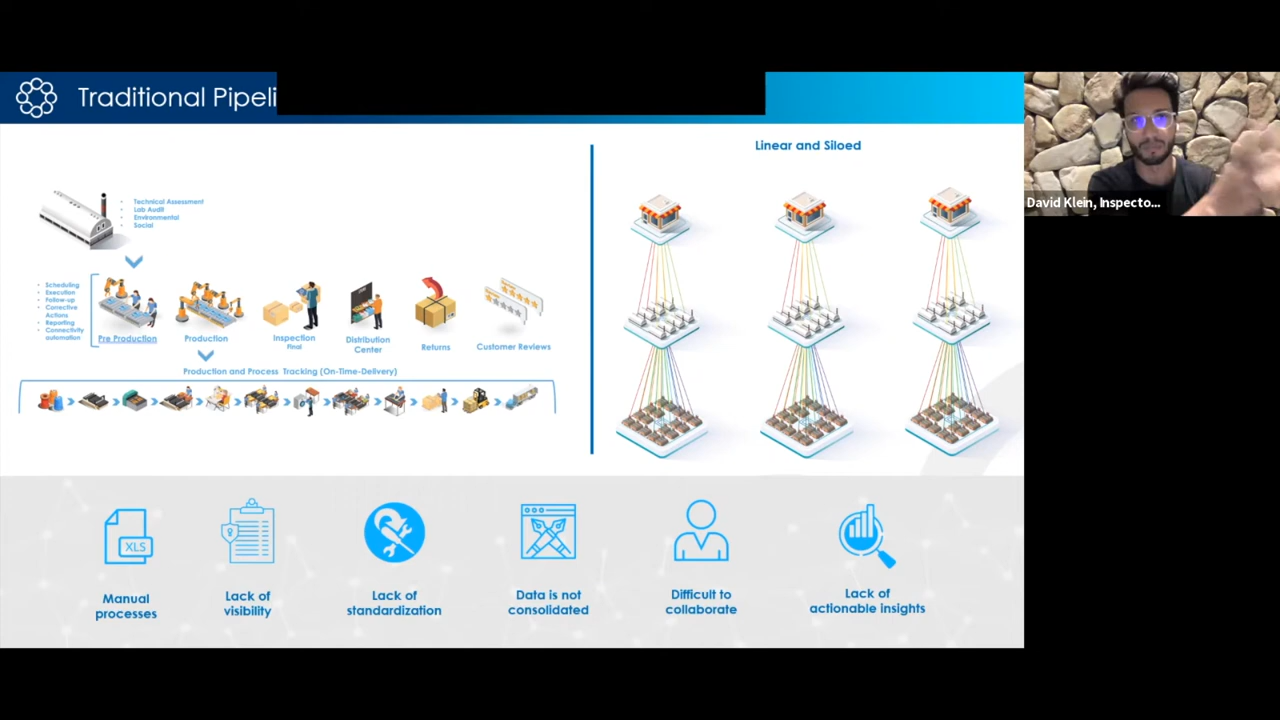 Traditional Pipeli
Linear and Siloed
Technical Assessment
Lab Audit
Environmental
Social
Scheduling
Execution
Follow-up
Corrective
Actions
Reporting
Connectivity
automation
Pre Production
Production
Inspection
Final
Distribution
Center
Returns
Customer Reviews
Production and Process Tracking (On-Time-Delivery)
XLS
Manual
processes
Lack of
visibility
Lack of
standardization
Data is not
consolidated
Difficult to
collaborate
Lack of
actionable insights
David Klein, Inspecto...